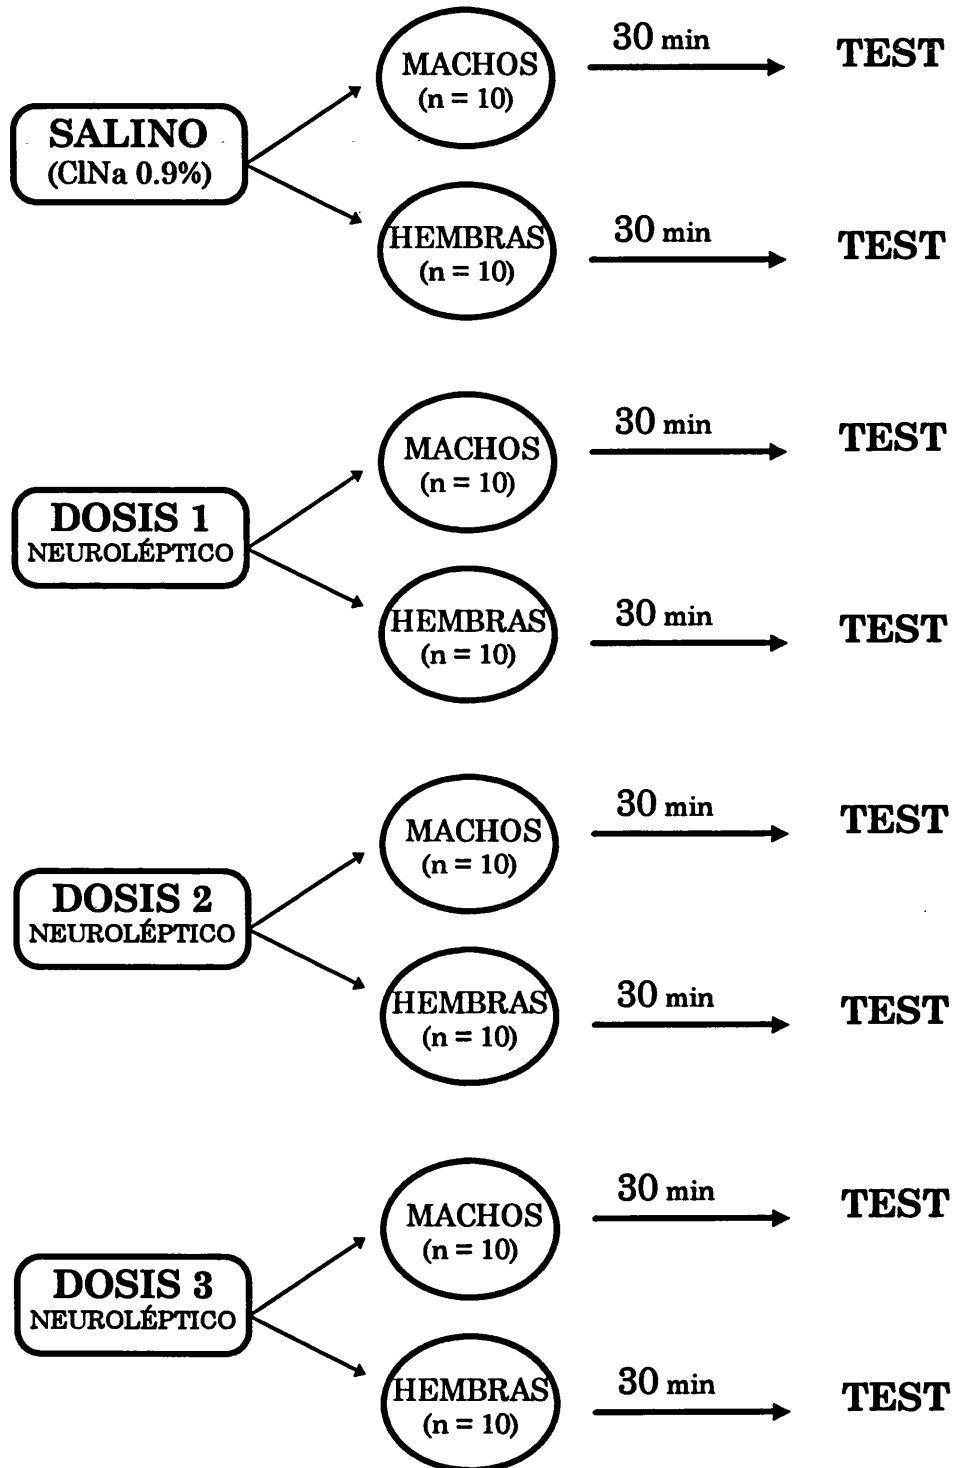 MACHOS
(n = 10)
30 min
TEST
SALINO
(ClNa 0.9%)
HEMBRAS
(n = 10)
30 min
TEST
MACHOS
(n = 10)
30 min
TEST
DOSIS 1
NEUROLÉPTICO
HEMBRAS
(n = 10)
30 min
TEST
MACHOS
(n = 10)
30 min
TEST
DOSIS 2
NEUROLÉPTICO
HEMBRAS
(n = 10)
30 min
TEST
MACHOS
(n = 10)
30 min
TEST
DOSIS 3
NEUROLÉPTICO
HEMBRAS
(n = 10)
30 min
TEST